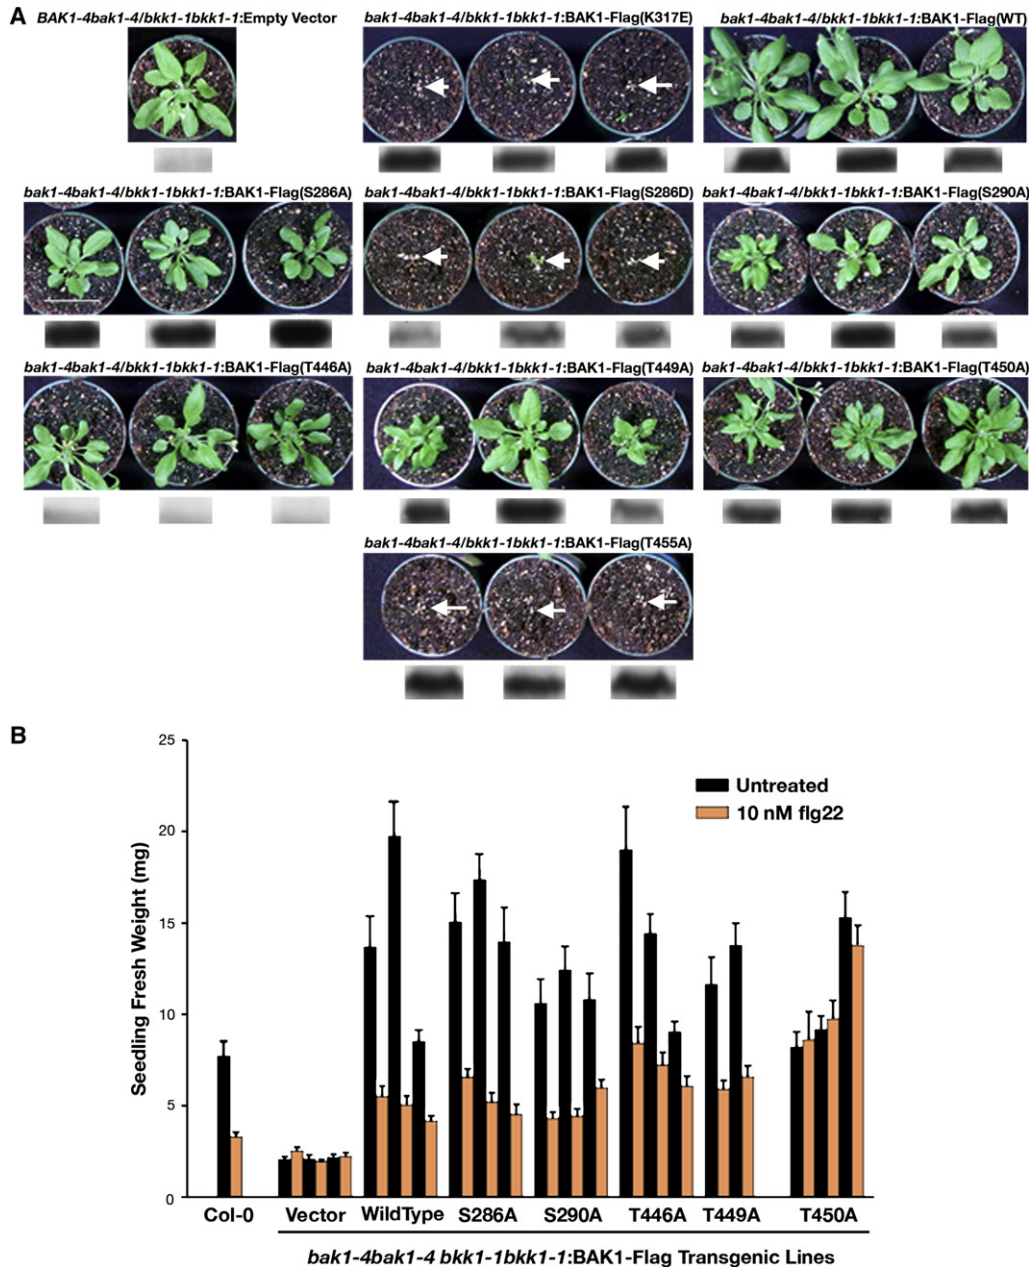 A
BAK1-4bak1-4/bkk1-1bkk1-1:Empty Vector
bak1-4bak1-4/bkk1-1bkk1-1:BAK1-Flag(K317E)
bak1-4bak1-4/bkk1-1bkk1-1:BAK1-Flag(WT)
bak1-4bak1-4/bkk1-1bkk1-1:BAK1-Flag(S286A)
bak1-4bak1-4/bkk1-1bkk1-1:BAK1-Flag(S286D)
bak1-4bak1-4/bkk1-1bkk1-1:BAK1-Flag(S290A)
bak1-4bak1-4/bkk1-1bkk1-1:BAK1-Flag(T446A)
bak1-4bak1-4/bkk1-1bkk1-1:BAK1-Flag(T449A)
bak1-4bak1-4/bkk1-1bkk1-1:BAK1-Flag(T450A)
bak1-4bak1-4/bkk1-1bkk1-1:BAK1-Flag(T455A)
B
Seedling Fresh Weight (mg)
25
20
15
10
5
0
Untreated
10 nM flg22
Col-0
Vector
WildType
S286A
S290A
T446A
T449A
T450A
bak1-4bak1-4 bkk1-1bkk1-1:BAK1-Flag Transgenic Lines